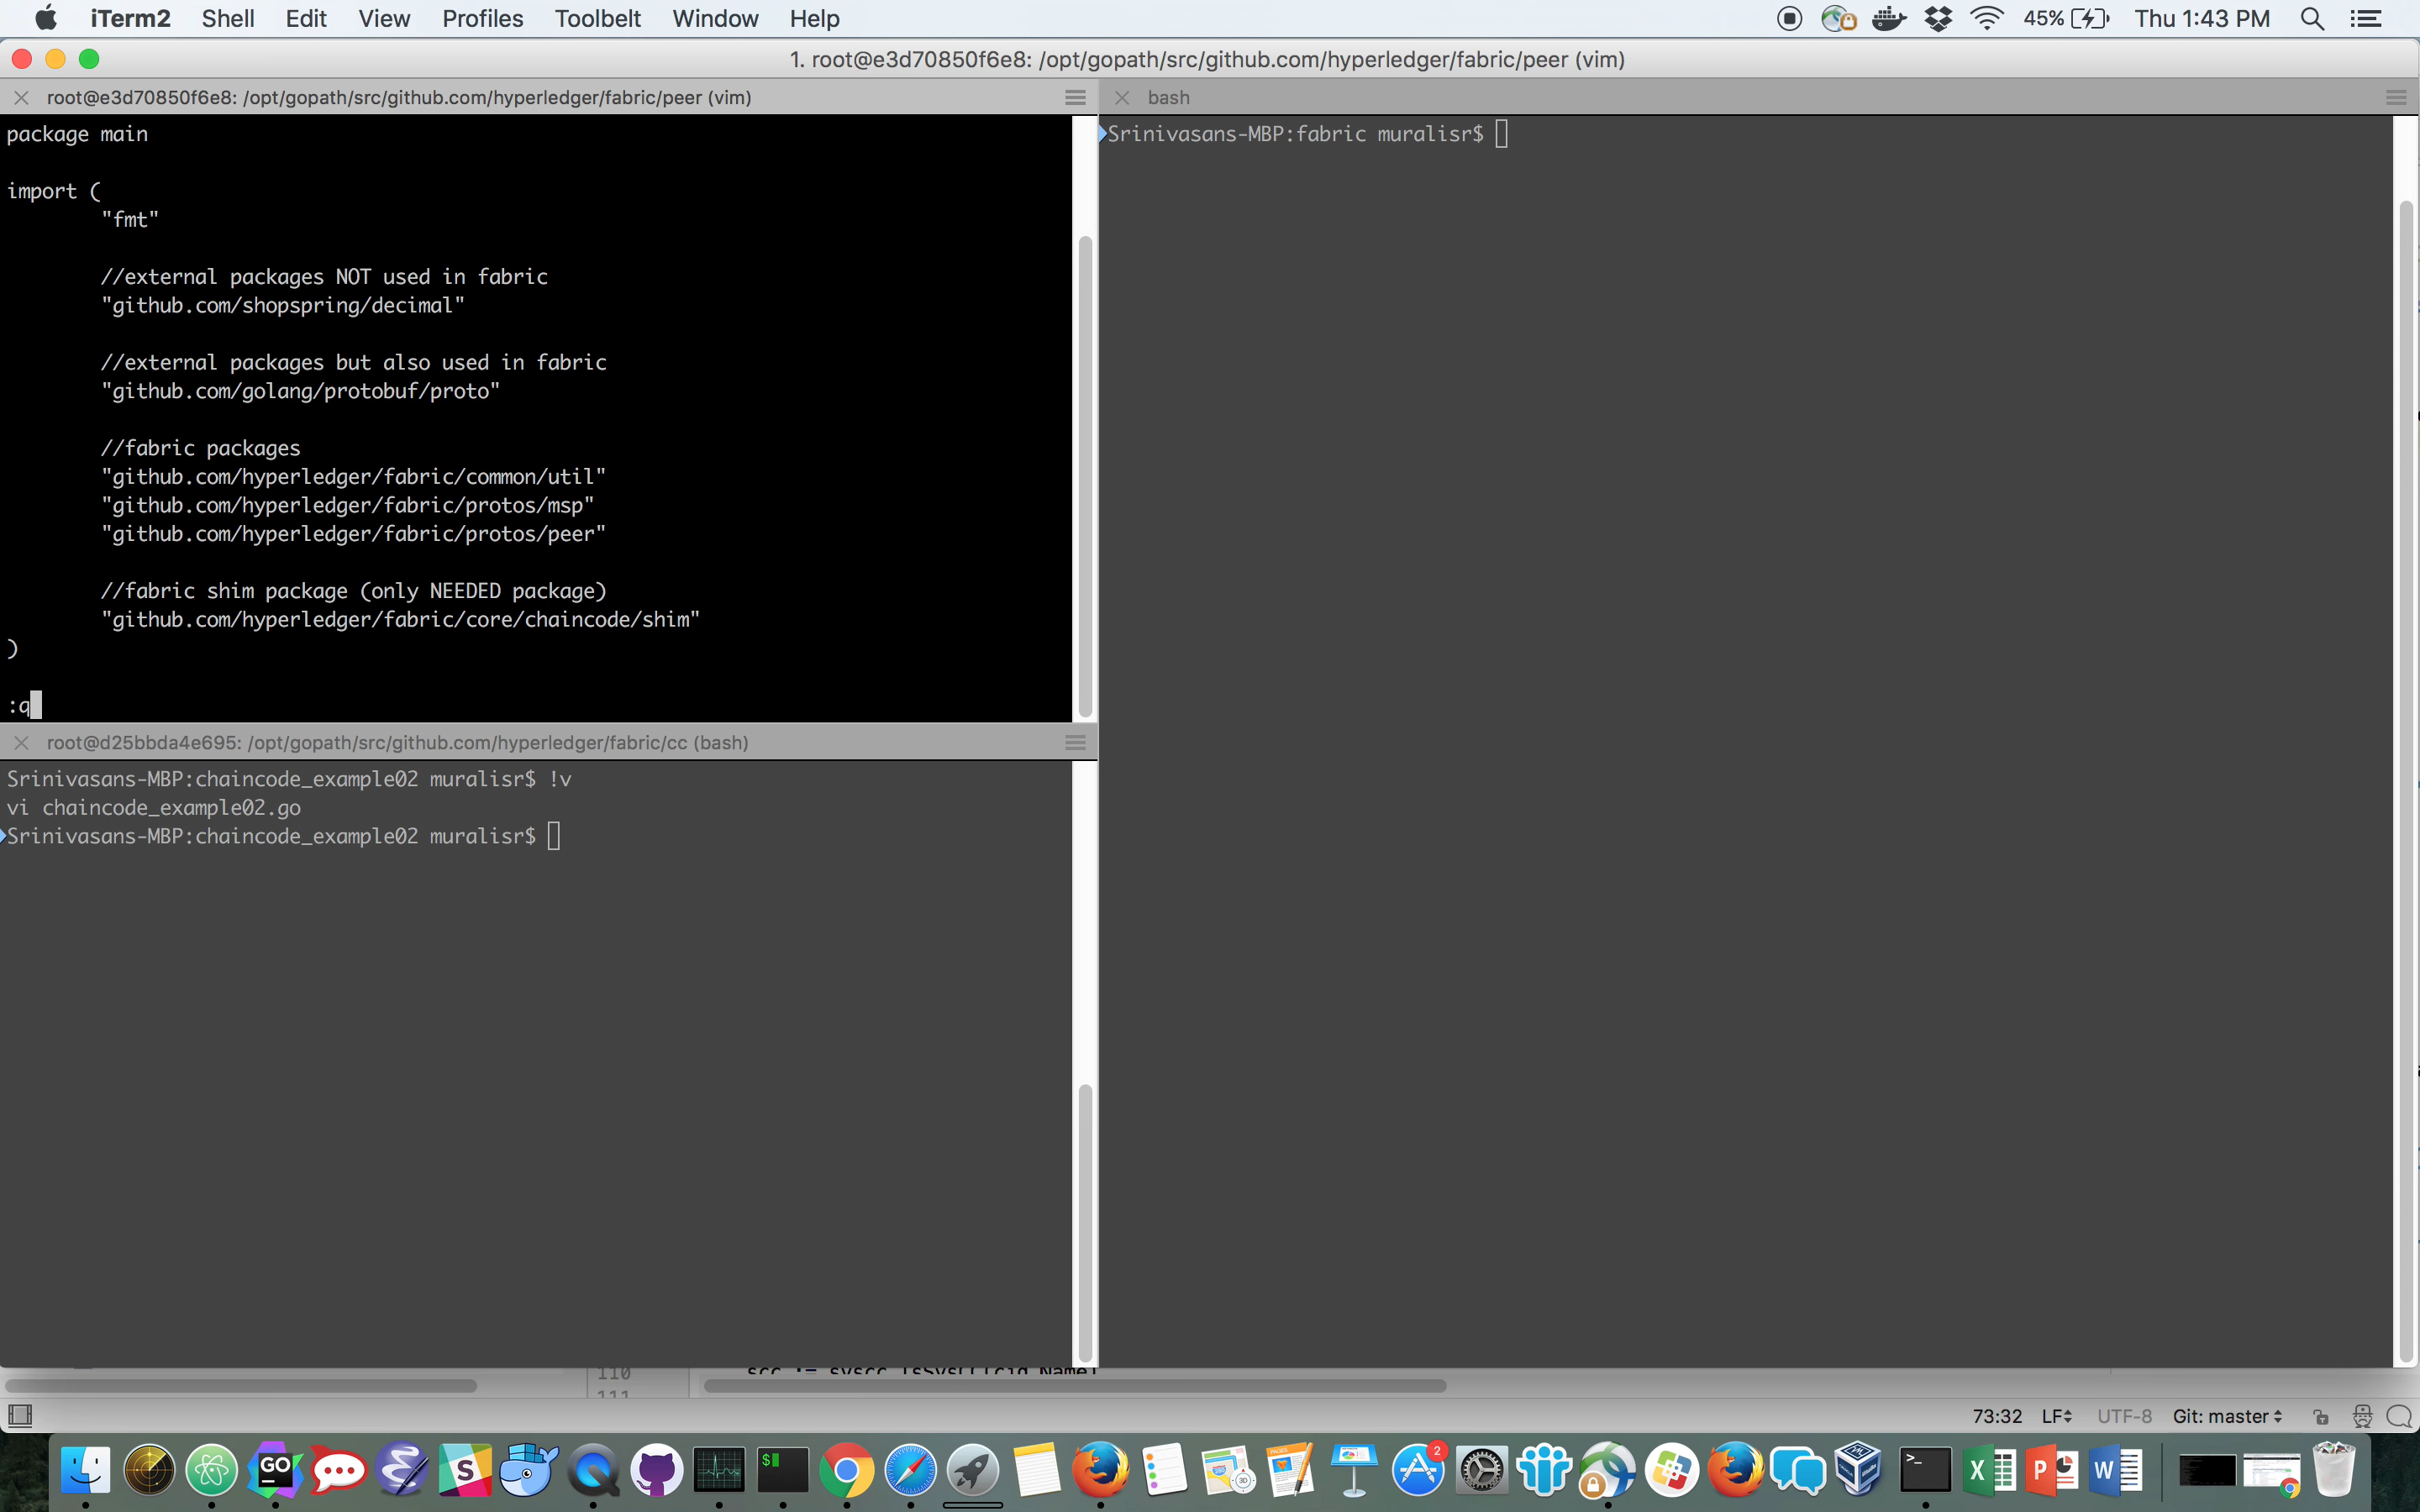 iTerm2 Shell Edit View Profiles Toolbelt Window Help 45% Thu 1:43 PM
1. root@e3d70850f6e8: /opt/gopath/src/github.com/hyperledger/fabric/peer (vim)
root@e3d70850f6e8: /opt/gopath/src/github.com/hyperledger/fabric/peer (vim)
package main
import (
"fmt"
//external packages NOT used in fabric
"github.com/shopspring/decimal"
//external packages but also used in fabric
"github.com/golang/protobuf/proto"
//fabric packages
"github.com/hyperledger/fabric/common/util"
"github.com/hyperledger/fabric/protos/msp"
"github.com/hyperledger/fabric/protos/peer"
//fabric shim package (only NEEDED package)
"github.com/hyperledger/fabric/core/chaincode/shim"
)
:q
root@d25bbda4e695: /opt/gopath/src/github.com/hyperledger/fabric/cc (bash)
Srinivasans-MBP:chaincode_example02 muralisr$ !v
vi chaincode_example02.go
Srinivasans-MBP:chaincode_example02 muralisr$
bash
Srinivasans-MBP:fabric muralisr$
110
111
73:32 LF UTF-8 Git: master
GO
S
$
2
>_
X
P
W